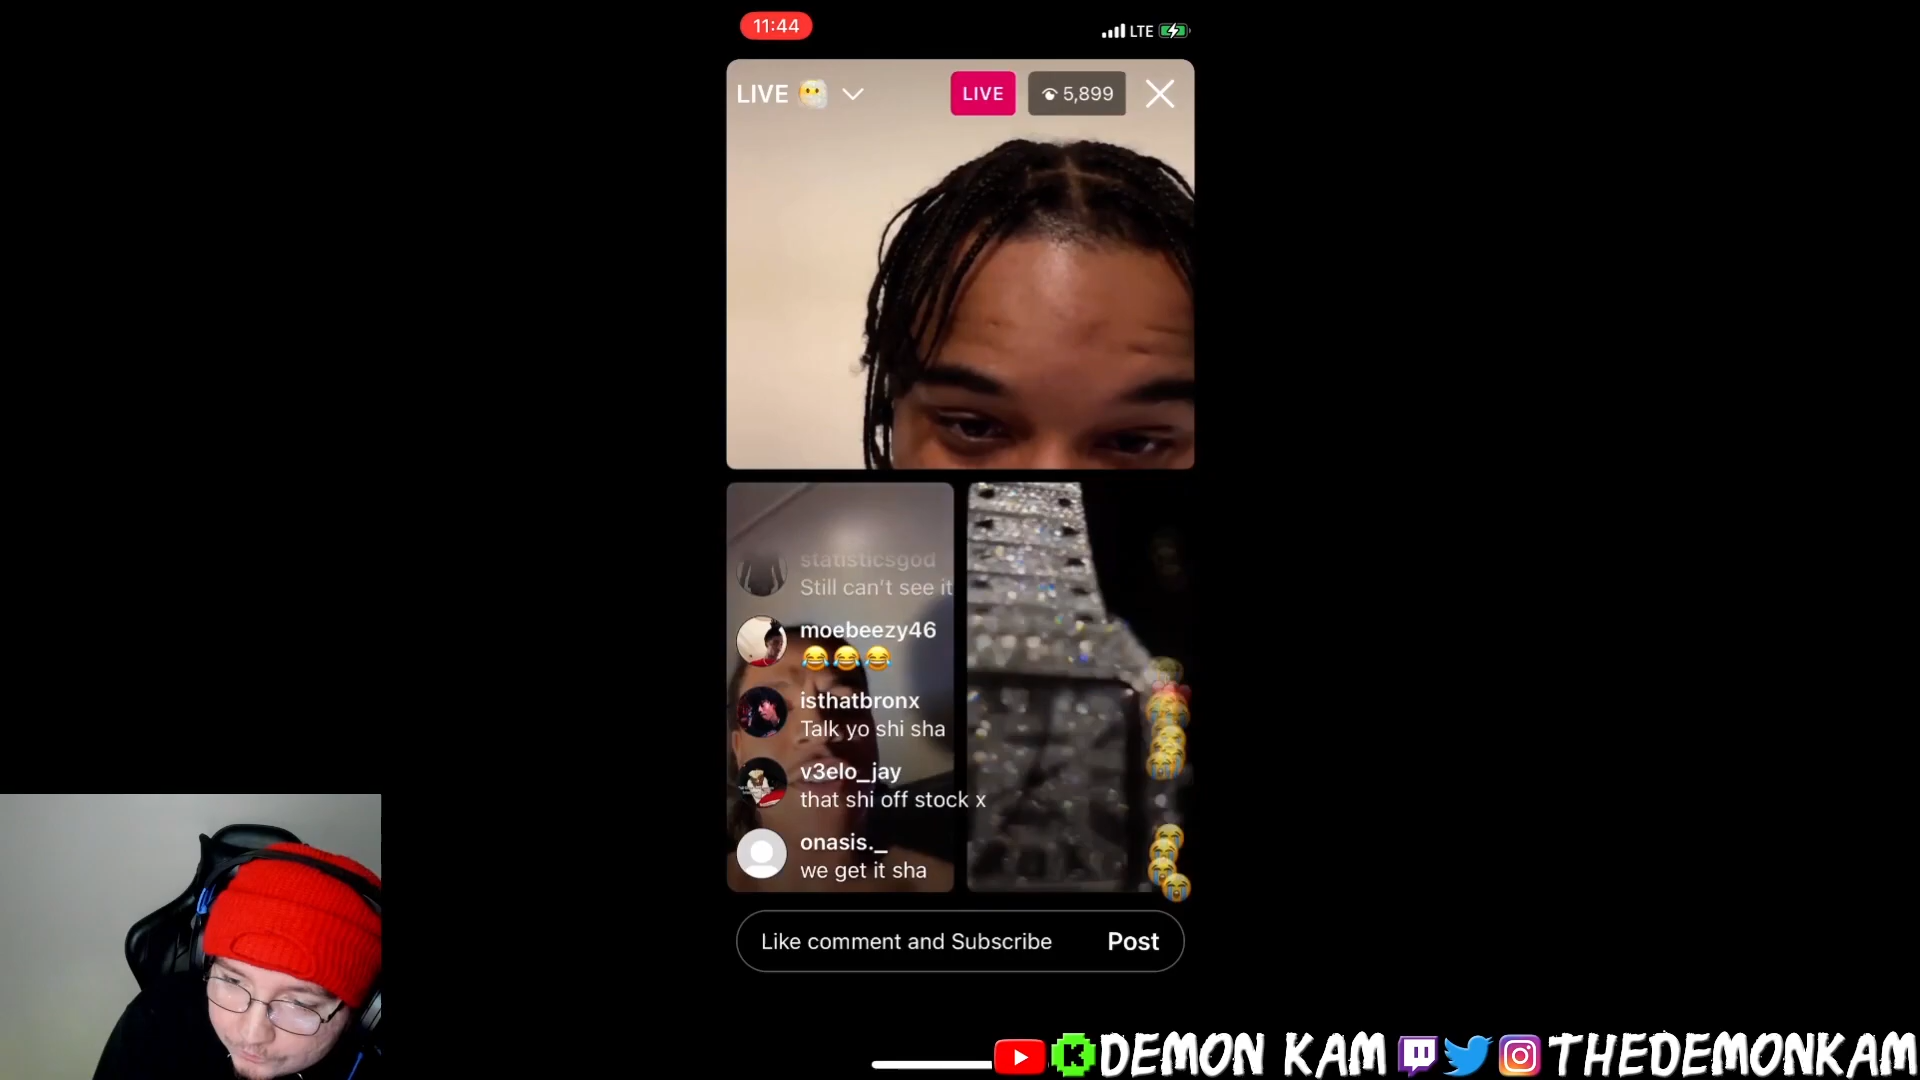 11:44
LTE
LIVE
LIVE
5,899
statisticsgod
Still can't see it
moebeezy46
😂😂😂
isthatbronx
Talk yo shi sha
v3elo_jay
that shi off stock x
onasis._
we get it sha
Like comment and Subscribe
Post
K DEMON KAM
THEDEMONKAM